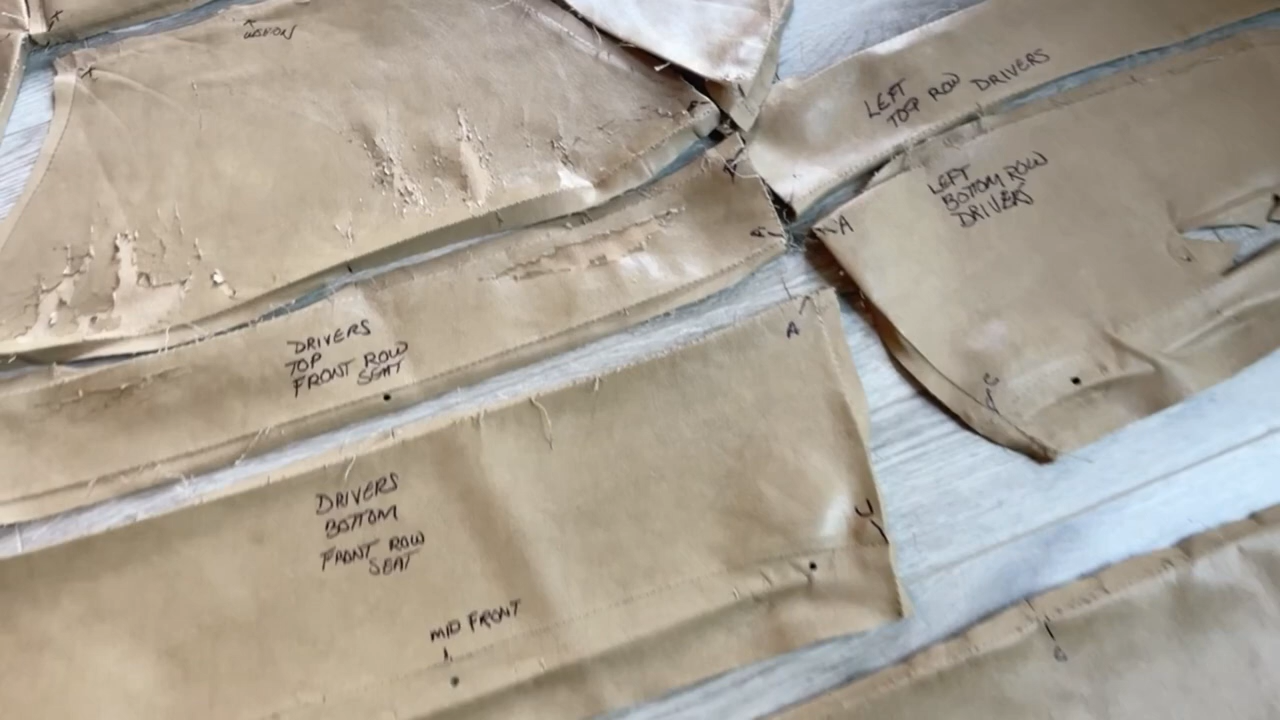 LEFT
TOP ROW DRIVERS
LEFT
BOTTOM ROW
DRIVERS
A
A
DRIVERS
TOP
FRONT ROW
SEAT
DRIVERS
BOTTOM
FRONT ROW
SEAT
C
MID FRONT